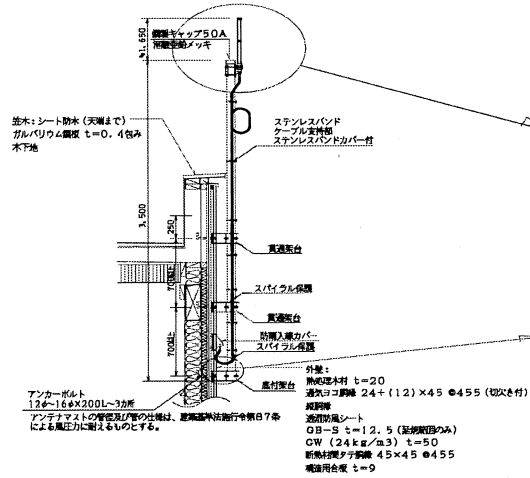 鋼製キャップ50A
溶融亜鉛メッキ
約1,650
笠木：シート防水（天端まで）
ガルバリウム鋼板 t=0.4包み
木下地
ステンレスバンド
ケーブル支持部
ステンレスバンドカバー付
3,500
250
貫通架台
700以上
スパイラル保護
貫通架台
700以上
防雨入線カバー
スパイラル保護
底付架台
アンカーボルト
12φ~16φ×200L~3カ所
アンテナマストの管径及び管の仕様は、建築基準法施行令第87条
による風圧力に耐えるものとする。
外壁：
熱処理木材 t=20
通気ヨコ胴縁 24+(12)×45 @455 (切欠き付)
縦胴縁
透湿防風シート
GB-S t=12.5 (延焼範囲のみ)
GW (24kg/m3) t=50
断熱材間タテ胴縁 45×45 @455
構造用合板 t=9